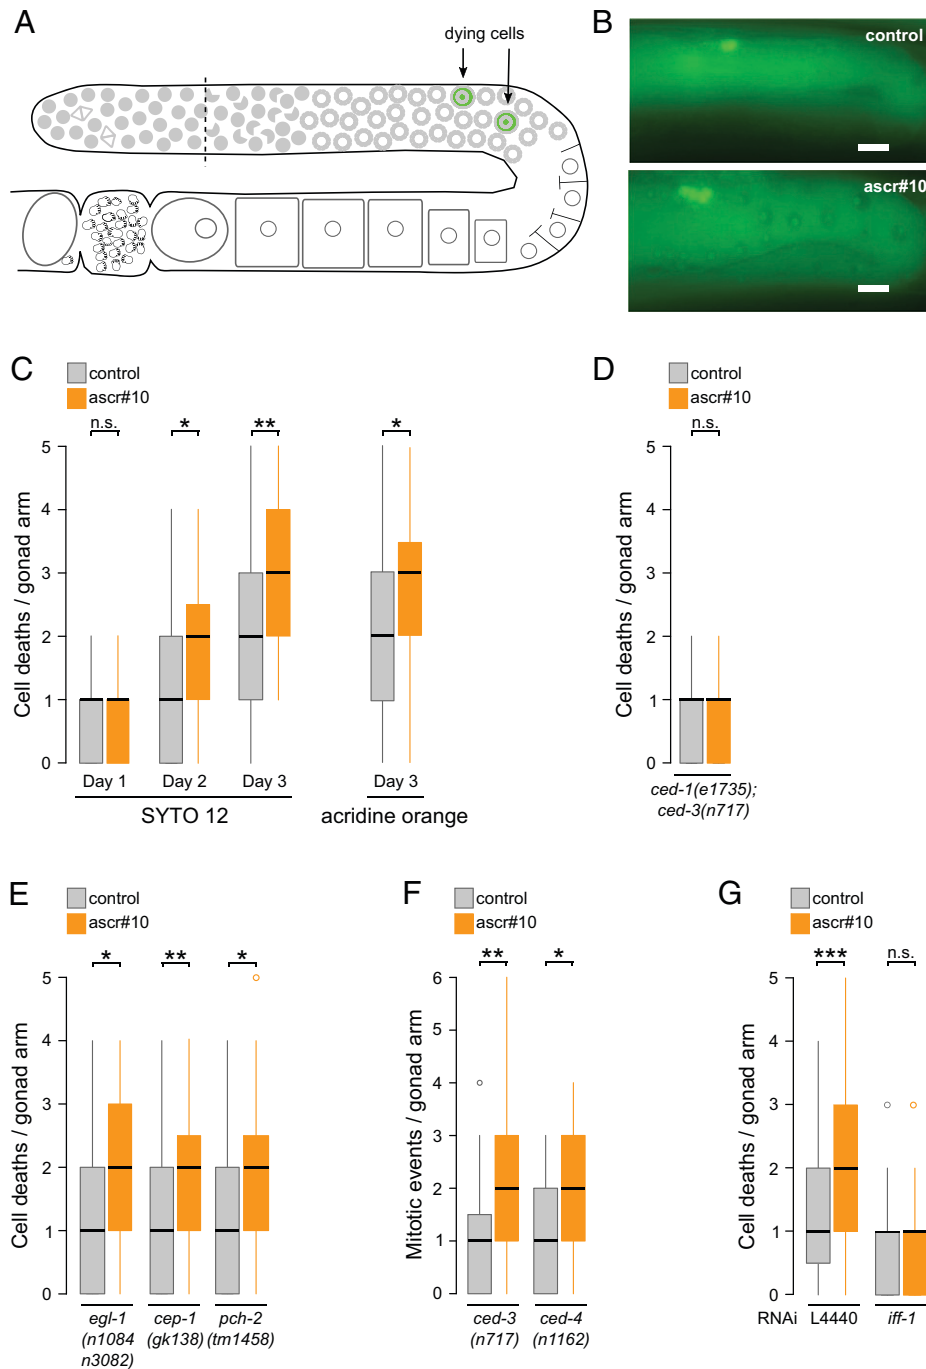 A
dying cells
B
control
ascr#10
C
control
ascr#10
n.s.
*
**
*
Cell deaths / gonad arm
5
4
3
2
1
0
Day 1
Day 2
Day 3
Day 3
SYTO 12
acridine orange
D
control
ascr#10
n.s.
Cell deaths / gonad arm
5
4
3
2
1
0
ced-1(e1735);
ced-3(n717)
E
control
ascr#10
*
**
*
Cell deaths / gonad arm
5
4
3
2
1
0
egl-1
(n1084
n3082)
cep-1
(gk138)
pch-2
(tm1458)
F
control
ascr#10
**
*
Mitotic events / gonad arm
6
5
4
3
2
1
0
ced-3
(n717)
ced-4
(n1162)
G
control
ascr#10
***
n.s.
Cell deaths / gonad arm
5
4
3
2
1
0
RNAi
L4440
iff-1